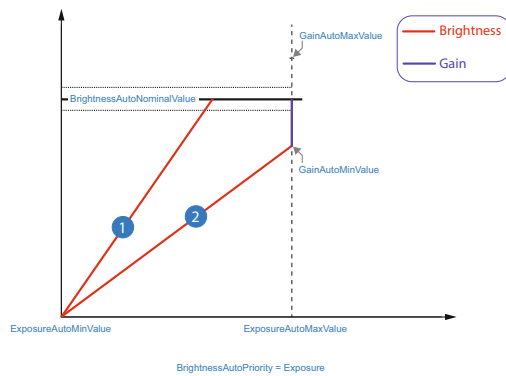 GainAutoMaxValue
Brightness
Gain
BrightnessAutoNominalValue
GainAutoMinValue
1
2
ExposureAutoMinValue
ExposureAutoMaxValue
BrightnessAutoPriority = Exposure